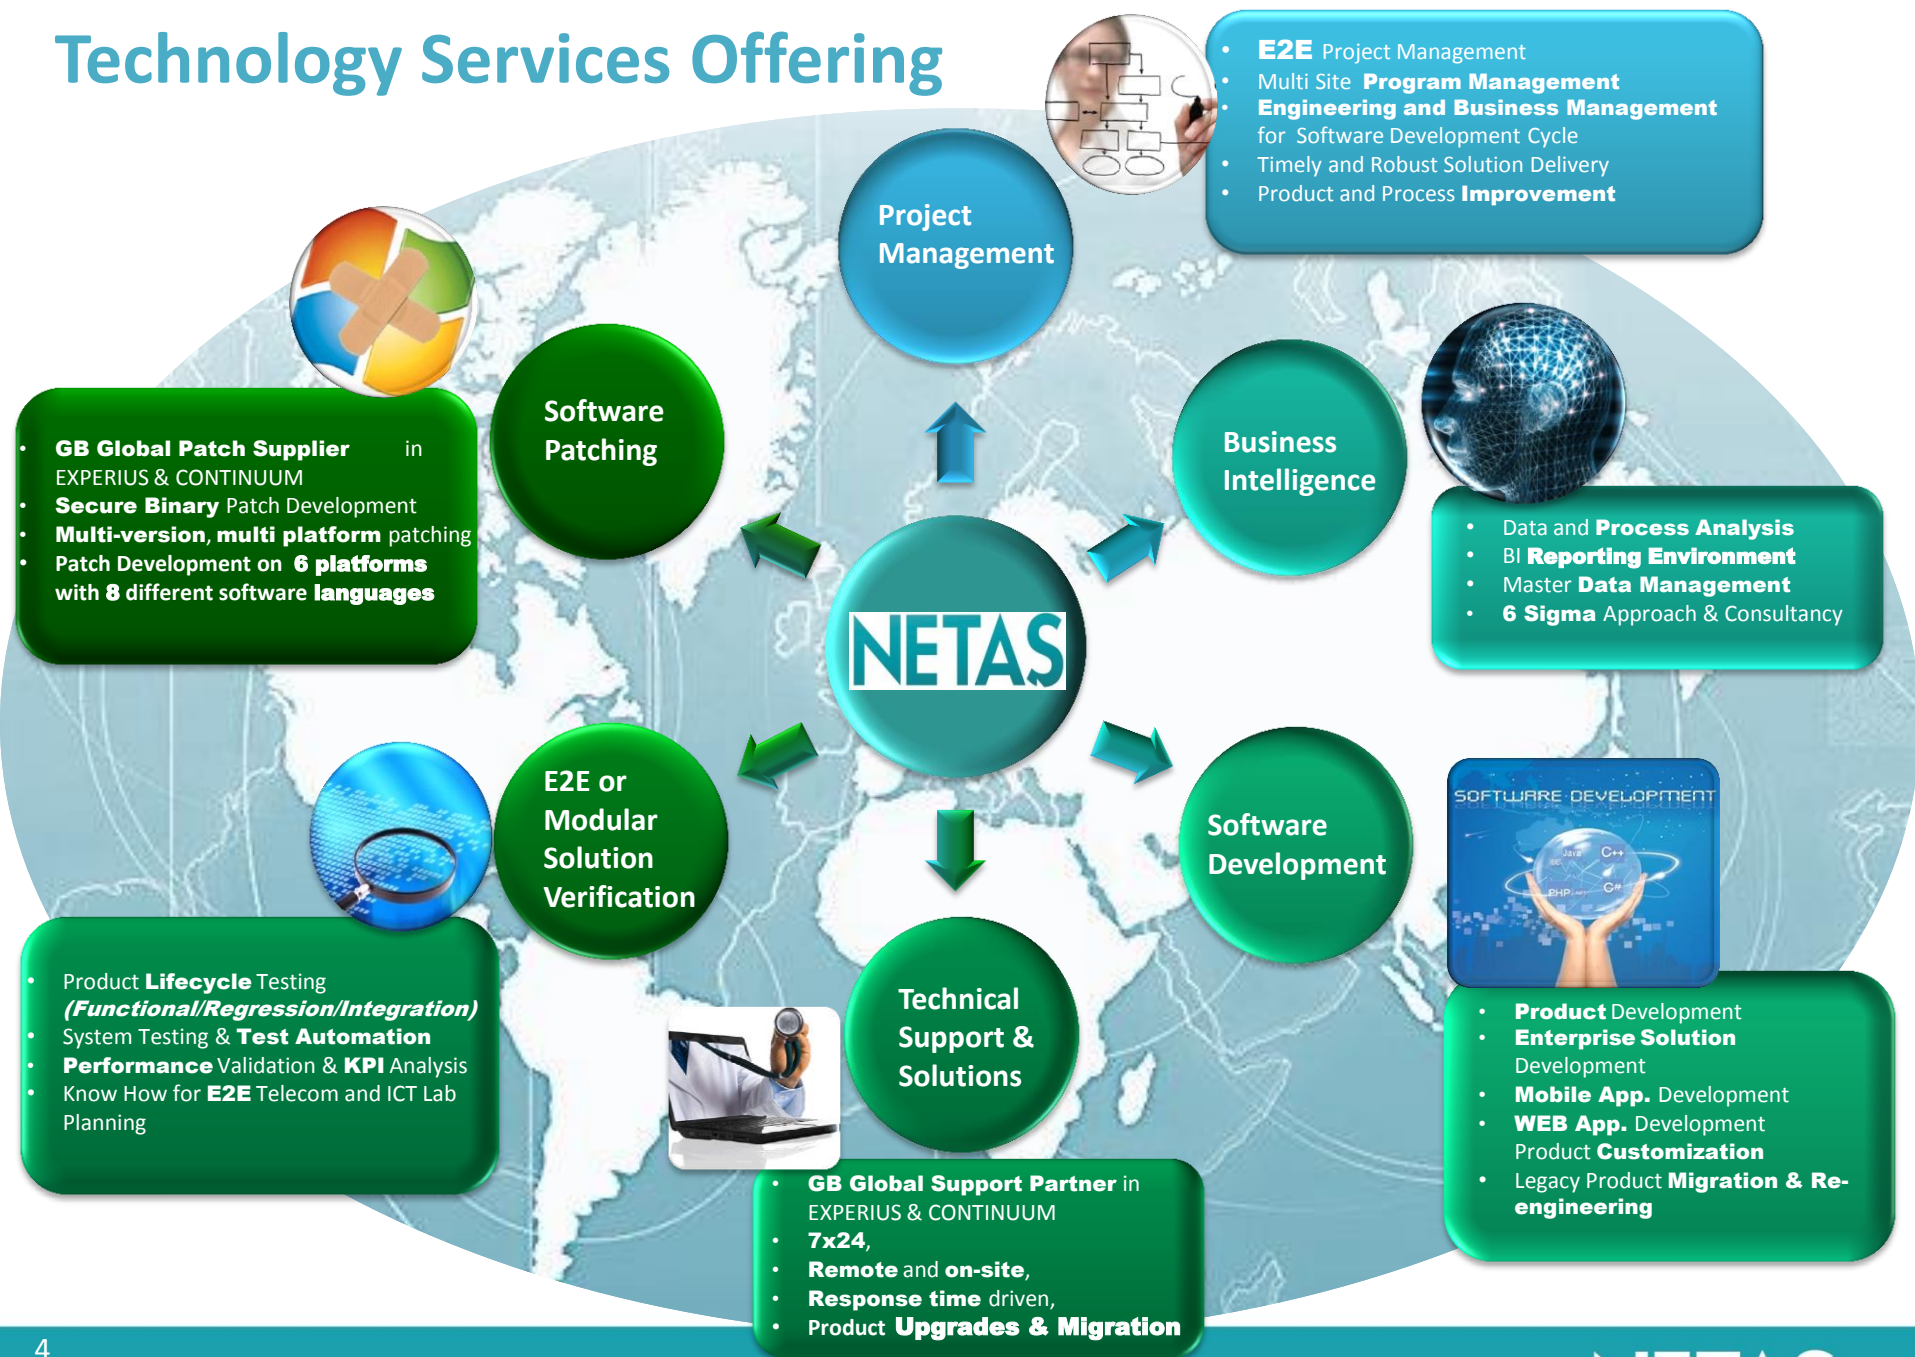 Technology Services Offering
• E2E Project Management
• Multi Site Program Management
• Engineering and Business Management
for Software Development Cycle
• Timely and Robust Solution Delivery
• Product and Process Improvement
Project
Management
Software
Patching
• GB Global Patch Supplier in
EXPERIUS & CONTINUUM
• Secure Binary Patch Development
• Multi-version, multi platform patching
• Patch Development on 6 platforms
with 8 different software languages
Business
Intelligence
• Data and Process Analysis
• BI Reporting Environment
• Master Data Management
• 6 Sigma Approach & Consultancy
NETAS
E2E or
Modular
Solution
Verification
• Product Lifecycle Testing
(Functional/Regression/Integration)
• System Testing & Test Automation
• Performance Validation & KPI Analysis
• Know How for E2E Telecom and ICT Lab
Planning
Software
Development
SOFTWARE DEVELOPMENT
Java
C++
PHP
C#
• Product Development
• Enterprise Solution
Development
• Mobile App. Development
• WEB App. Development
Product Customization
• Legacy Product Migration & Re-
engineering
Technical
Support &
Solutions
• GB Global Support Partner in
EXPERIUS & CONTINUUM
• 7x24,
• Remote and on-site,
• Response time driven,
• Product Upgrades & Migration
4
NETAS